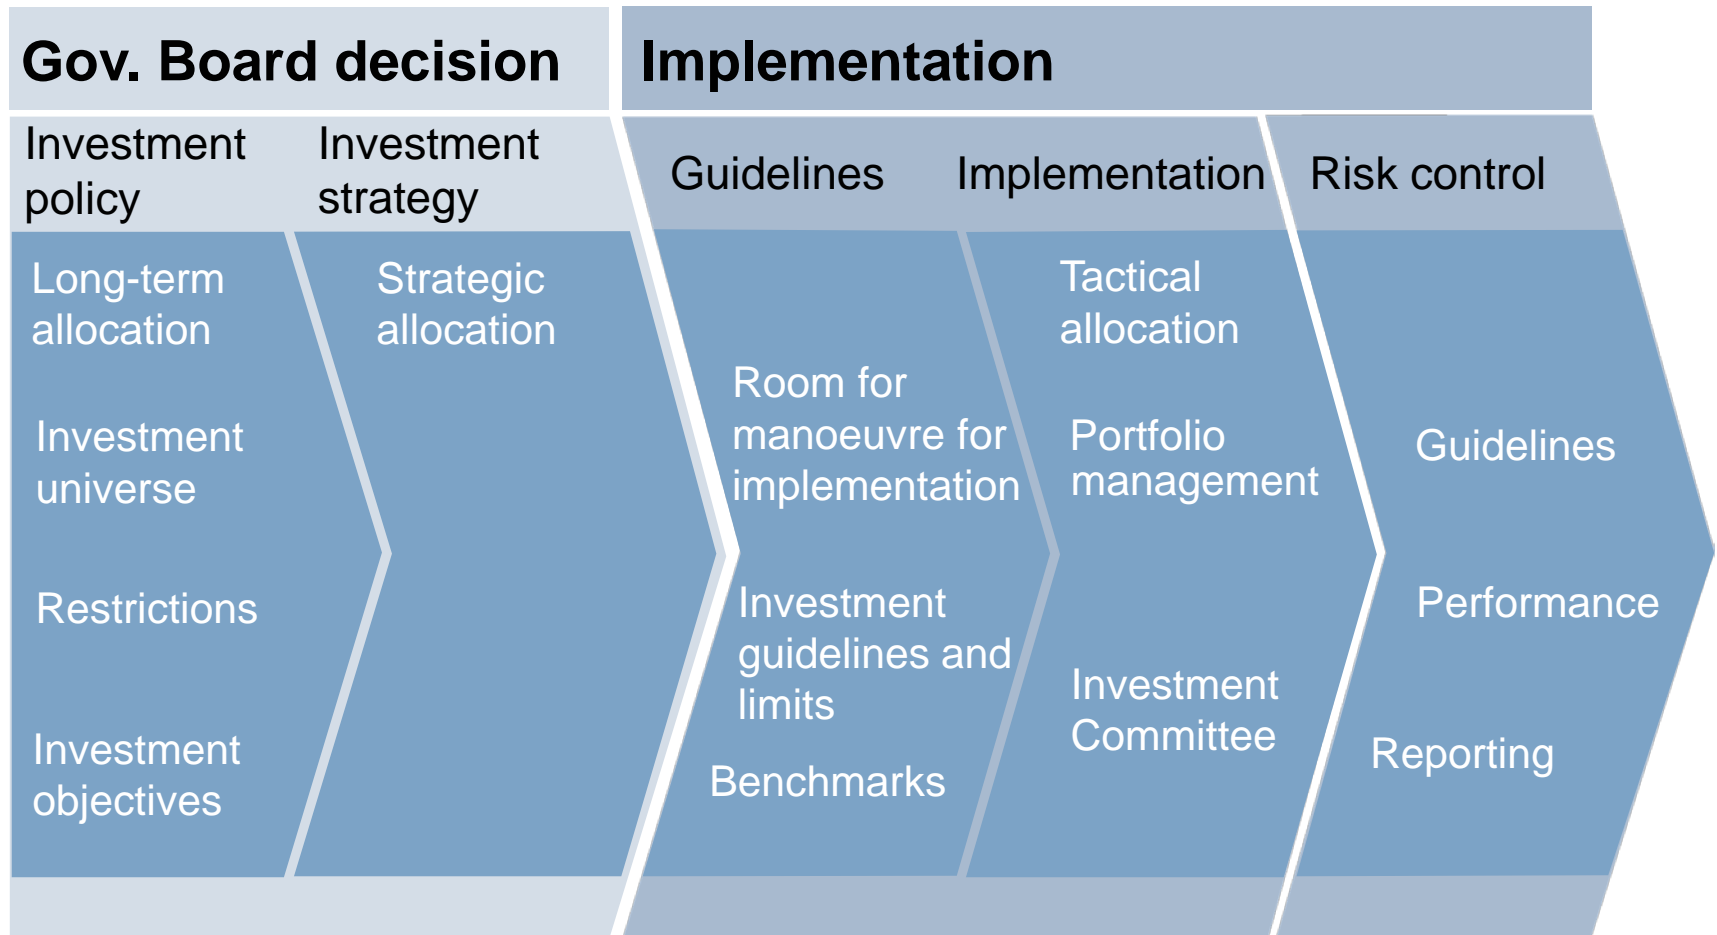 Gov. Board decision
Implementation
Investment
policy
Investment
strategy
Guidelines
Implementation
Risk control
Long-term
allocation
Investment
universe
Restrictions
Investment
objectives
Strategic
allocation
Room for
manoeuvre for
implementation
Investment
guidelines and
limits
Benchmarks
Tactical
allocation
Portfolio
management
Investment
Committee
Guidelines
Performance
Reporting